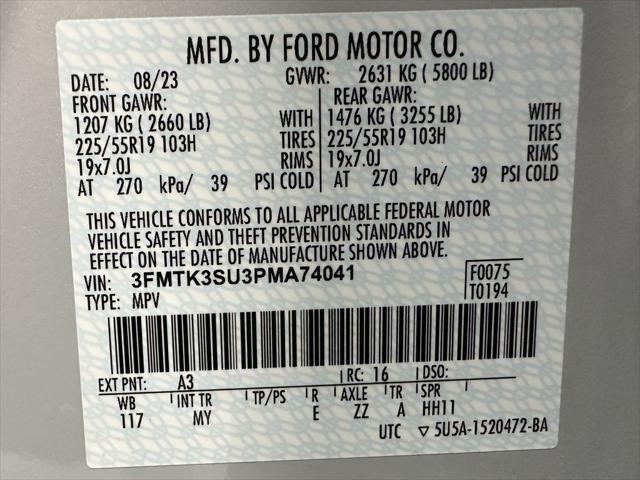 MFD. BY FORD MOTOR CO.
DATE: 08/23 GVWR: 2631 KG ( 5800 LB)
FRONT GAWR: REAR GAWR:
1207 KG ( 2660 LB) WITH 1476 KG ( 3255 LB) WITH
225/55R19 103H TIRES 225/55R19 103H TIRES
19x7.0J RIMS 19x7.0J RIMS
AT 270 kPa/ 39 PSI COLD AT 270 kPa/ 39 PSI COLD
THIS VEHICLE CONFORMS TO ALL APPLICABLE FEDERAL MOTOR
VEHICLE SAFETY AND THEFT PREVENTION STANDARDS IN
EFFECT ON THE DATE OF MANUFACTURE SHOWN ABOVE.
VIN: 3FMTK3SU3PMA74041 F0075
TYPE: MPV T0194
EXT PNT: A3 RC: 16 DSO:
WB INT TR TP/PS R AXLE TR SPR
117 MY E ZZ A HH11
UTC ▽ 5U5A-1520472-BA